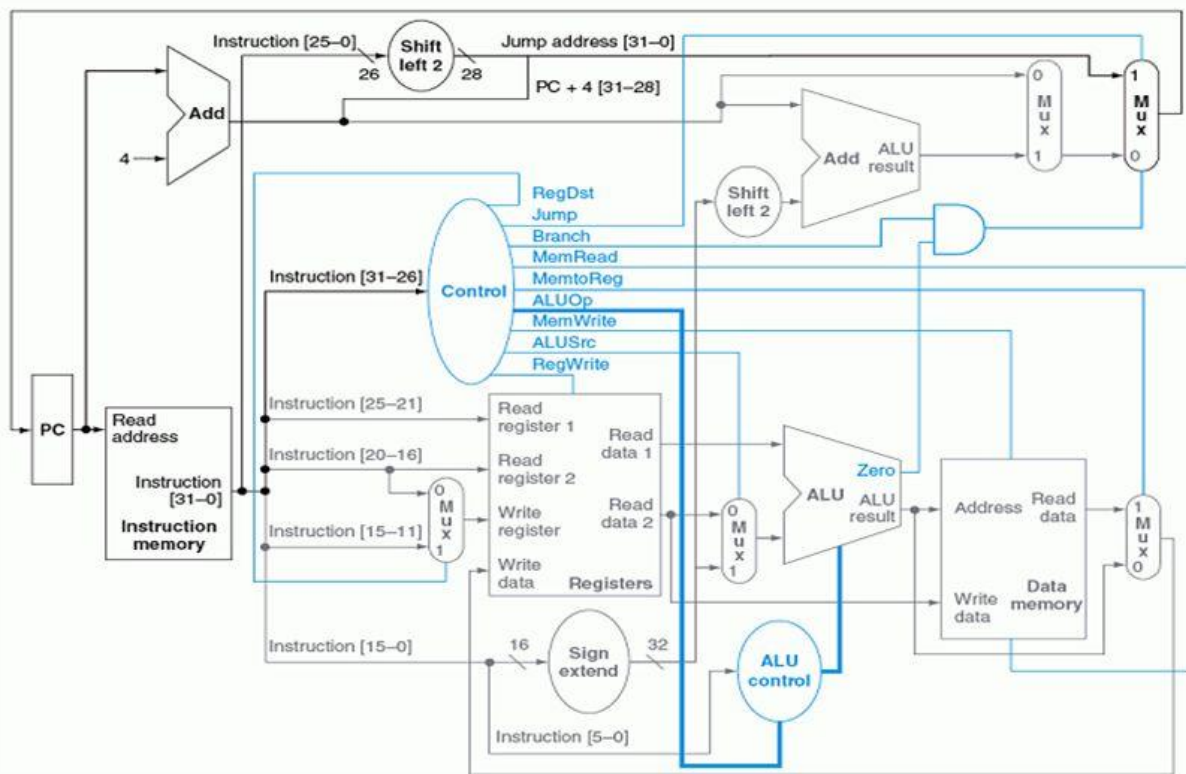 Instruction [25–0]
Shift
left 2
Jump address [31–0]
26
28
PC + 4 [31–28]
Add
4
0
M
u
x
1
1
M
u
x
0
Add
ALU
result
Shift
left 2
RegDst
Jump
Branch
MemRead
MemtoReg
ALUOp
MemWrite
ALUSrc
RegWrite
Control
Instruction [31–26]
PC
Read
address
Instruction
[31–0]
Instruction
memory
Instruction [25–21]
Instruction [20–16]
Instruction [15–11]
0
M
u
x
1
Read
register 1
Read
register 2
Write
register
Write
data
Read
data 1
Read
data 2
Registers
0
M
u
x
1
Zero
ALU
ALU
result
Address
Read
data
Write
data
Data
memory
1
M
u
x
0
Instruction [15–0]
16
Sign
extend
32
ALU
control
Instruction [5–0]